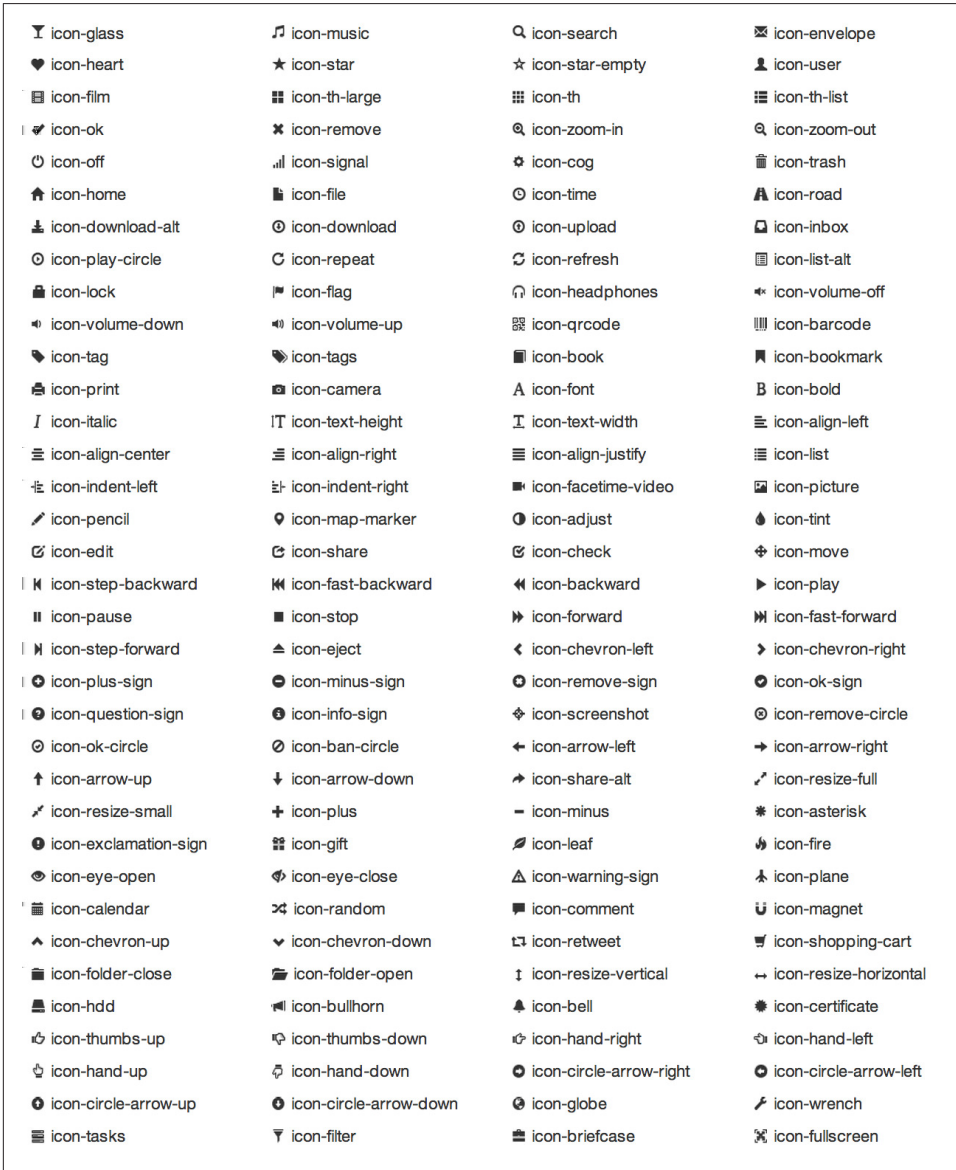 icon-glass icon-music icon-search icon-envelope
icon-heart icon-star icon-star-empty icon-user
icon-film icon-th-large icon-th icon-th-list
icon-ok icon-remove icon-zoom-in icon-zoom-out
icon-off icon-signal icon-cog icon-trash
icon-home icon-file icon-time icon-road
icon-download-alt icon-download icon-upload icon-inbox
icon-play-circle icon-repeat icon-refresh icon-list-alt
icon-lock icon-flag icon-headphones icon-volume-off
icon-volume-down icon-volume-up icon-qrcode icon-barcode
icon-tag icon-tags icon-book icon-bookmark
icon-print icon-camera icon-font icon-bold
icon-italic icon-text-height icon-text-width icon-align-left
icon-align-center icon-align-right icon-align-justify icon-list
icon-indent-left icon-indent-right icon-facetime-video icon-picture
icon-pencil icon-map-marker icon-adjust icon-tint
icon-edit icon-share icon-check icon-move
icon-step-backward icon-fast-backward icon-backward icon-play
icon-pause icon-stop icon-forward icon-fast-forward
icon-step-forward icon-eject icon-chevron-left icon-chevron-right
icon-plus-sign icon-minus-sign icon-remove-sign icon-ok-sign
icon-question-sign icon-info-sign icon-screenshot icon-remove-circle
icon-ok-circle icon-ban-circle icon-arrow-left icon-arrow-right
icon-arrow-up icon-arrow-down icon-share-alt icon-resize-full
icon-resize-small icon-plus icon-minus icon-asterisk
icon-exclamation-sign icon-gift icon-leaf icon-fire
icon-eye-open icon-eye-close icon-warning-sign icon-plane
icon-calendar icon-random icon-comment icon-magnet
icon-chevron-up icon-chevron-down icon-retweet icon-shopping-cart
icon-folder-close icon-folder-open icon-resize-vertical icon-resize-horizontal
icon-hdd icon-bullhorn icon-bell icon-certificate
icon-thumbs-up icon-thumbs-down icon-hand-right icon-hand-left
icon-hand-up icon-hand-down icon-circle-arrow-right icon-circle-arrow-left
icon-circle-arrow-up icon-circle-arrow-down icon-globe icon-wrench
icon-tasks icon-filter icon-briefcase icon-fullscreen